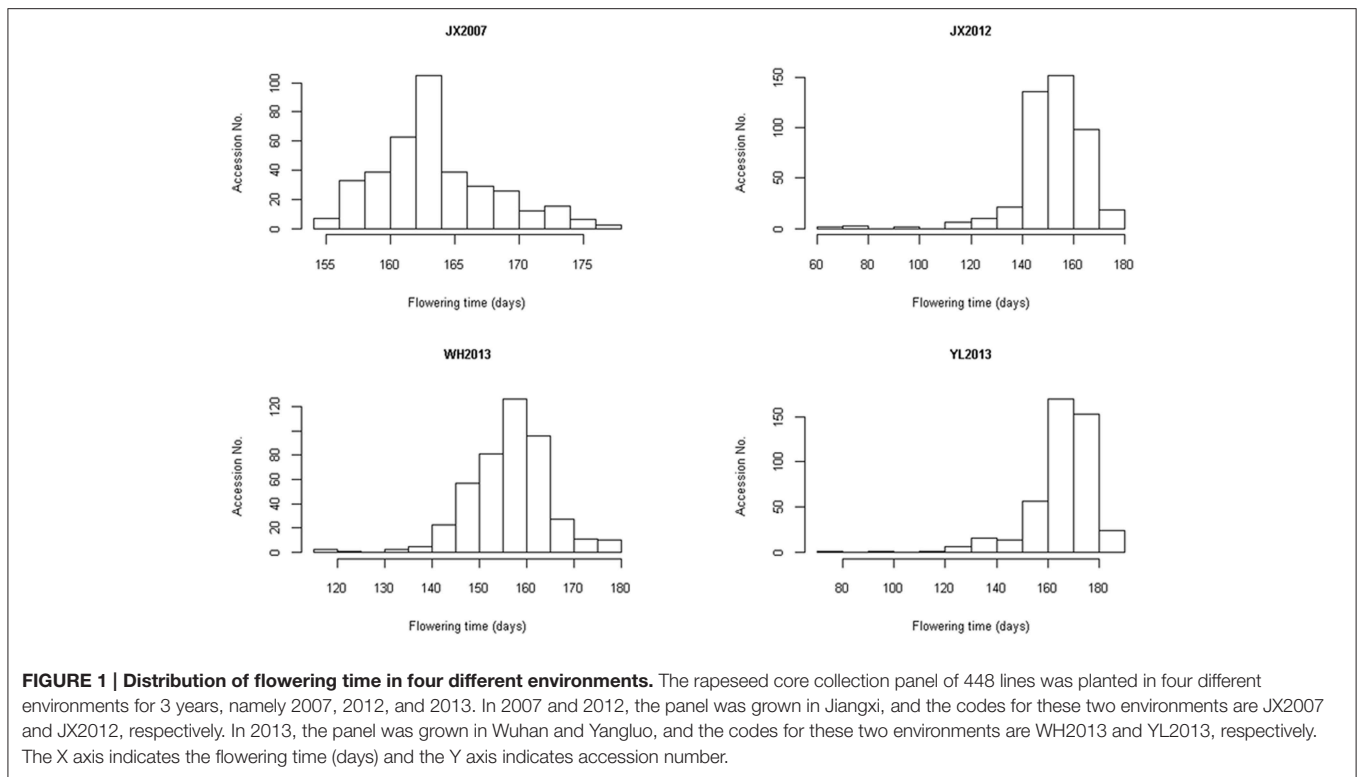 JX2007
Accession No.
0 20 40 60 80 100
155 160 165 170 175
Flowering time (days)
JX2012
Accession No.
0 50 100 150
60 80 100 120 140 160 180
Flowering time (days)
WH2013
Accession No.
0 20 40 60 80 120
120 130 140 150 160 170 180
Flowering time (days)
YL2013
Accession No.
0 50 100 150
80 100 120 140 160 180
Flowering time (days)
FIGURE 1 | Distribution of flowering time in four different environments. The rapeseed core collection panel of 448 lines was planted in four different
environments for 3 years, namely 2007, 2012, and 2013. In 2007 and 2012, the panel was grown in Jiangxi, and the codes for these two environments are JX2007
and JX2012, respectively. In 2013, the panel was grown in Wuhan and Yangluo, and the codes for these two environments are WH2013 and YL2013, respectively.
The X axis indicates the flowering time (days) and the Y axis indicates accession number.